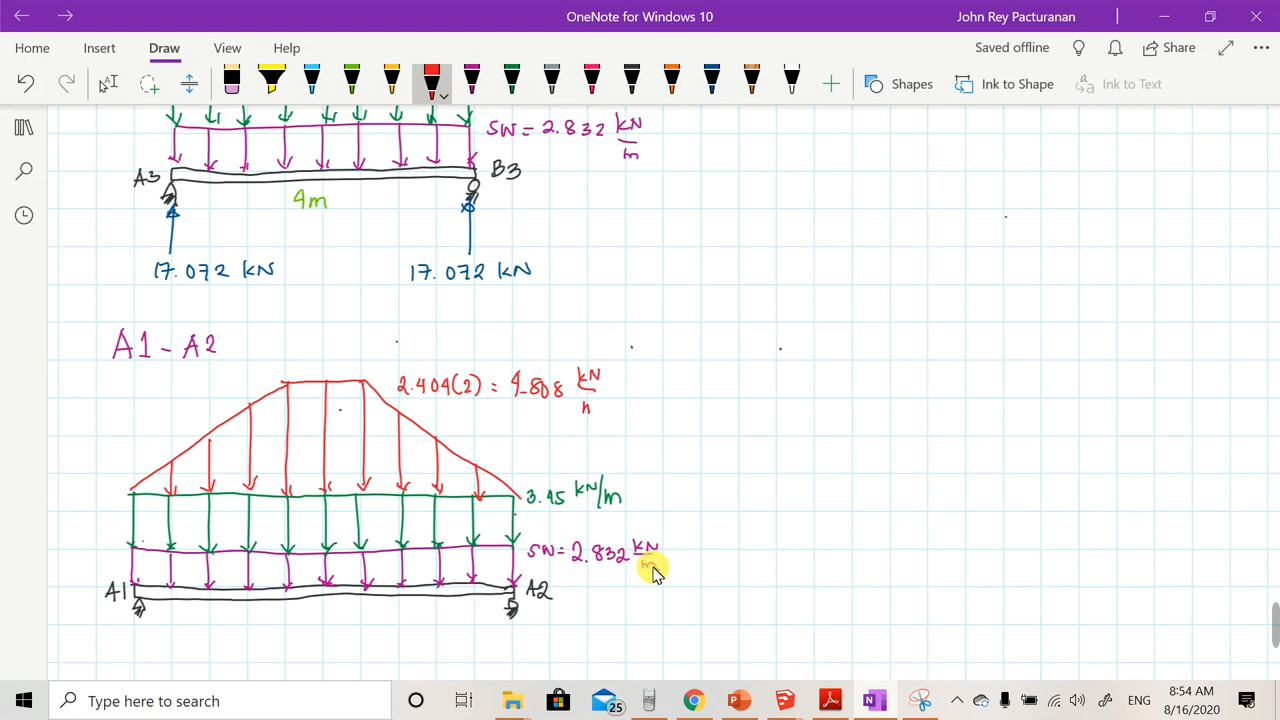 OneNote for Windows 10
John Rey Pacturanan
Home Insert Draw View Help
Saved offline
Share
Shapes
Ink to Shape
Ink to Text
SW = 2.832 kN/m
A3
B3
4m
17.072 kN
17.072 kN
A1 - A2
2.404(2) = 4.808 kN/m
3.45 kN/m
SW = 2.832 kN/m
A1
A2
Type here to search
25
ENG
8:54 AM
8/16/2020